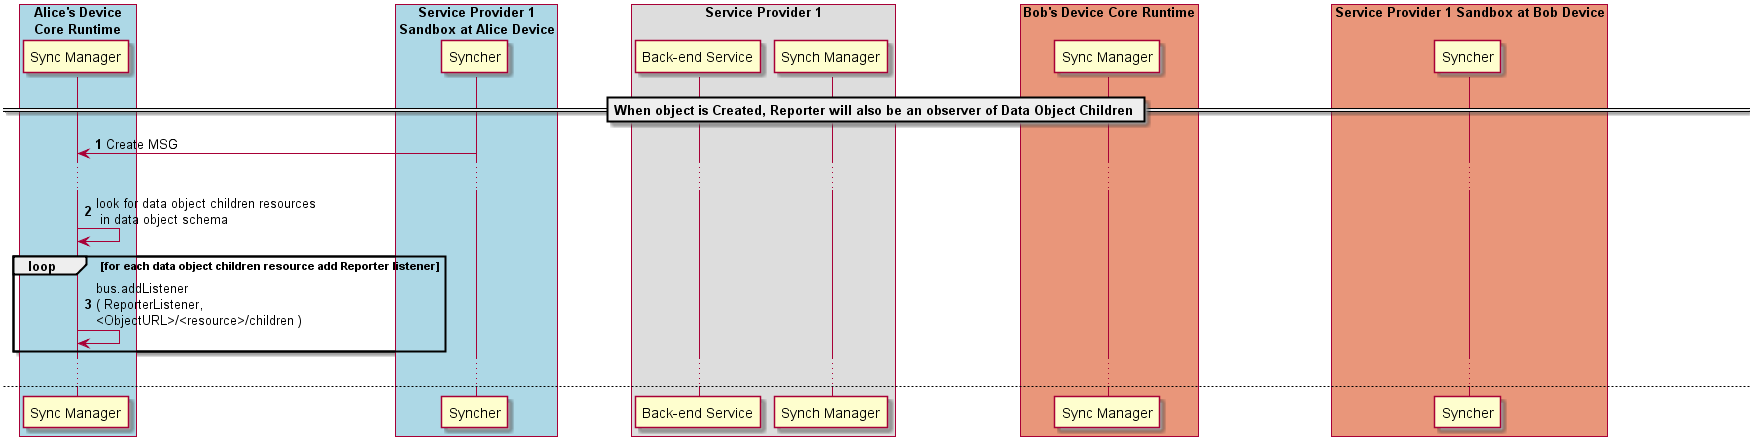 Alice's Device
Core Runtime
Service Provider 1
Sandbox at Alice Device
Service Provider 1
Bob's Device Core Runtime
Service Provider 1 Sandbox at Bob Device
Sync Manager
Syncher
Back-end Service
Synch Manager
Sync Manager
Syncher
When object is Created, Reporter will also be an observer of Data Object Children
1 Create MSG
2 look for data object children resources
in data object schema
loop [for each data object children resource add Reporter listener]
bus.addListener
3 ( ReporterListener,
<ObjectURL>/<resource>/children )
Sync Manager
Syncher
Back-end Service
Synch Manager
Sync Manager
Syncher